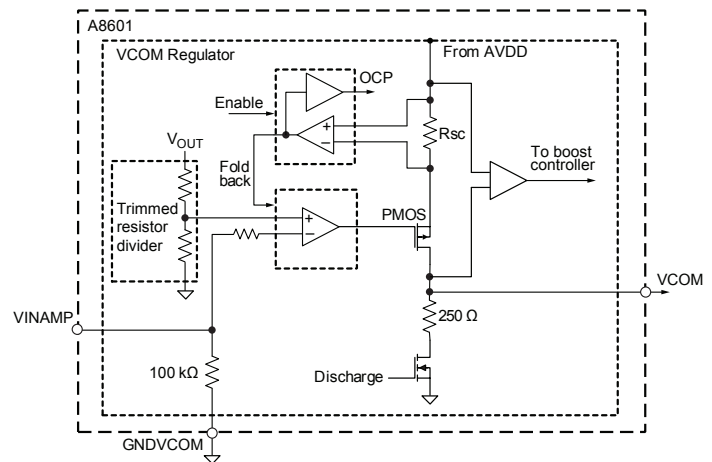 A8601
VCOM Regulator
From AVDD
OCP
Enable
+
−
Rsc
VOUT
Fold
back
To boost
controller
Trimmed
resistor
divider
+
−
PMOS
VCOM
VINAMP
250 Ω
100 kΩ
Discharge
GNDVCOM